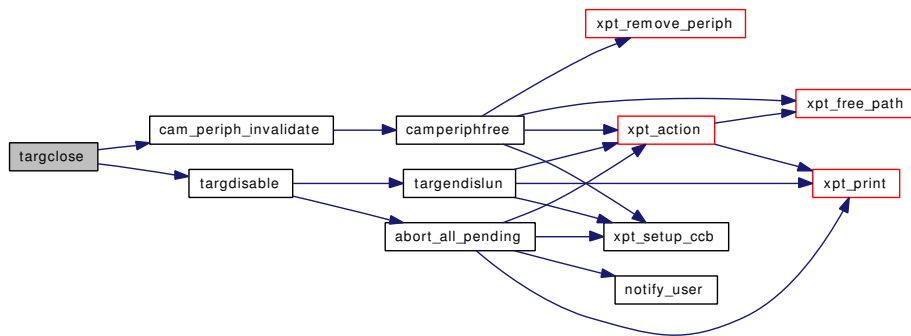 xpt_remove_periph
xpt_free_path
cam_periph_invalidate
camperiphfree
xpt_action
targclose
targdisable
targendislun
xpt_print
abort_all_pending
xpt_setup_ccb
notify_user